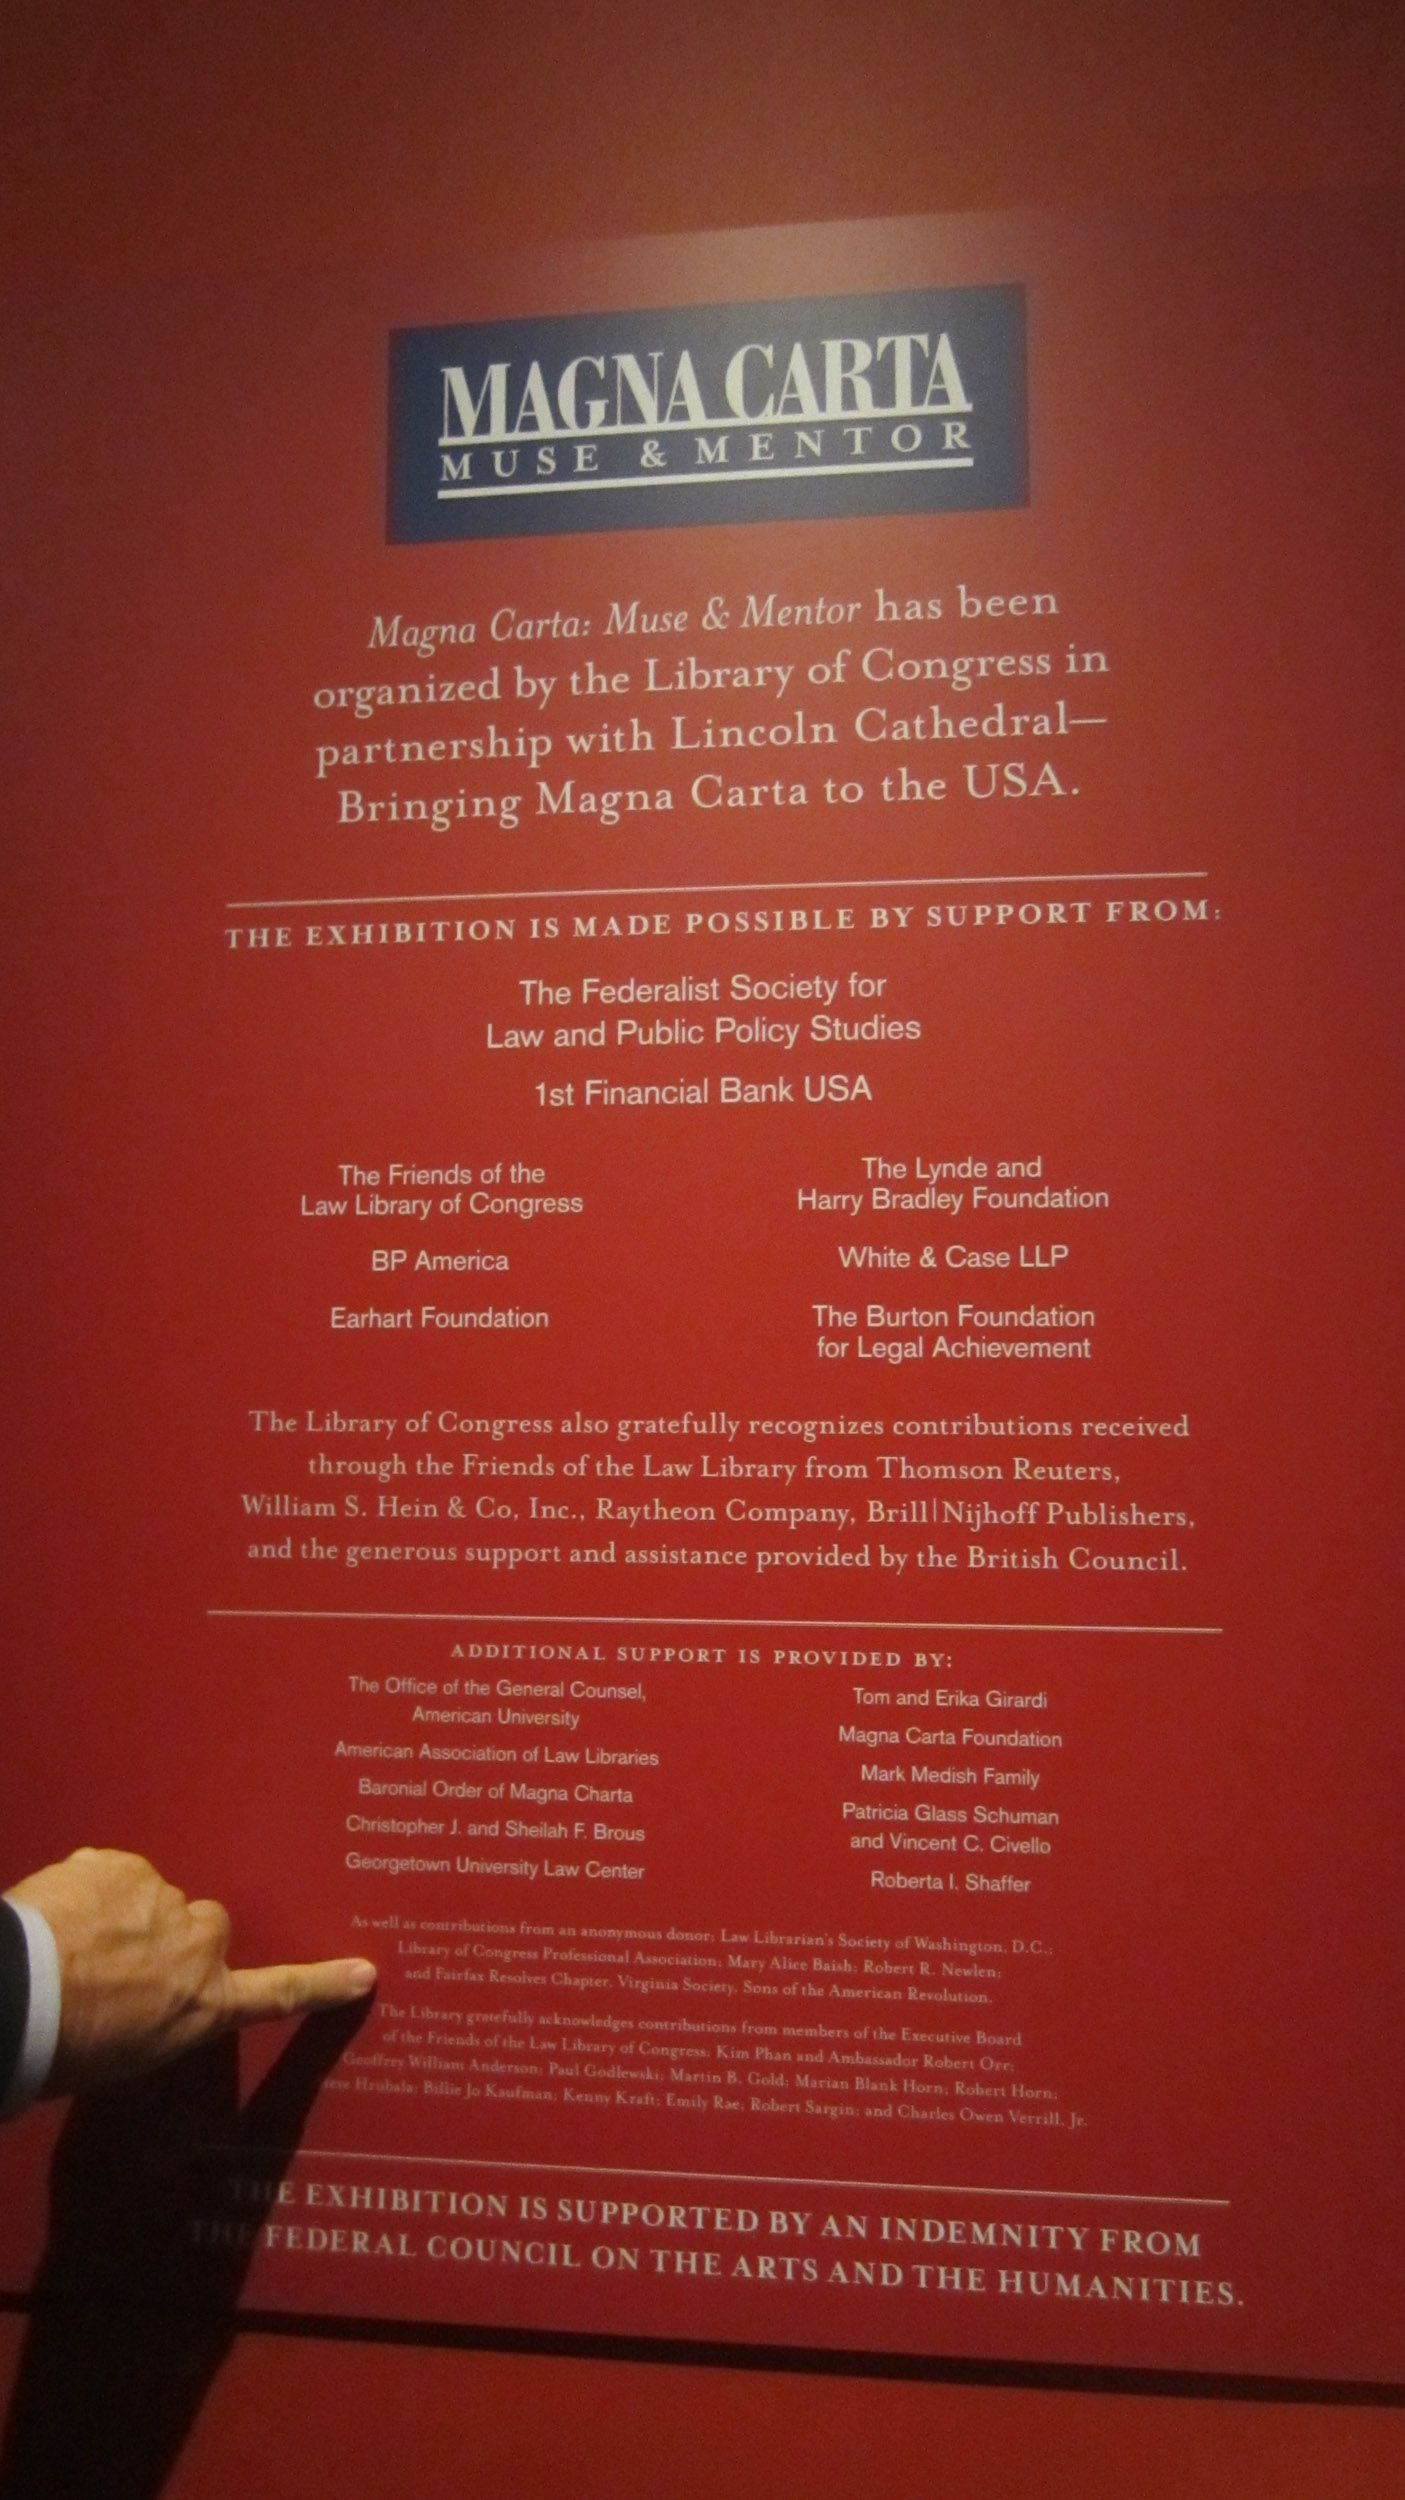 MAGNA CARTA
MUSE & MENTOR
Magna Carta: Muse & Mentor has been
organized by the Library of Congress in
partnership with Lincoln Cathedral—
Bringing Magna Carta to the USA.
THE EXHIBITION IS MADE POSSIBLE BY SUPPORT FROM:
The Federalist Society for
Law and Public Policy Studies
1st Financial Bank USA
The Friends of the
Law Library of Congress
BP America
Earhart Foundation
The Lynde and
Harry Bradley Foundation
White & Case LLP
The Burton Foundation
for Legal Achievement
The Library of Congress also gratefully recognizes contributions received
through the Friends of the Law Library from Thomson Reuters,
William S. Hein & Co, Inc., Raytheon Company, Brill|Nijhoff Publishers,
and the generous support and assistance provided by the British Council.
ADDITIONAL SUPPORT IS PROVIDED BY:
The Office of the General Counsel,
American University
American Association of Law Libraries
Baronial Order of Magna Charta
Christopher J. and Sheilah F. Brous
Georgetown University Law Center
Tom and Erika Girardi
Magna Carta Foundation
Mark Medish Family
Patricia Glass Schuman
and Vincent C. Civello
Roberta I. Shaffer
As well as contributions from an anonymous donor; Law Librarian's Society of Washington, D.C.;
Library of Congress Professional Association; Mary Alice Baish; Robert R. Newlen;
and Fairfax Resolves Chapter, Virginia Society, Sons of the American Revolution.
The Library gratefully acknowledges contributions from members of the Executive Board
of the Friends of the Law Library of Congress: Kim Phan and Ambassador Robert Orr;
Geoffrey William Anderson; Paul Godlewski; Martin B. Gold; Marian Blank Horn; Robert Horn;
Hrubala; Billie Jo Kaufman; Kenny Kraft; Emily Rae; Robert Sargin; and Charles Owen Verrill, Jr.
THE EXHIBITION IS SUPPORTED BY AN INDEMNITY FROM
THE FEDERAL COUNCIL ON THE ARTS AND THE HUMANITIES.